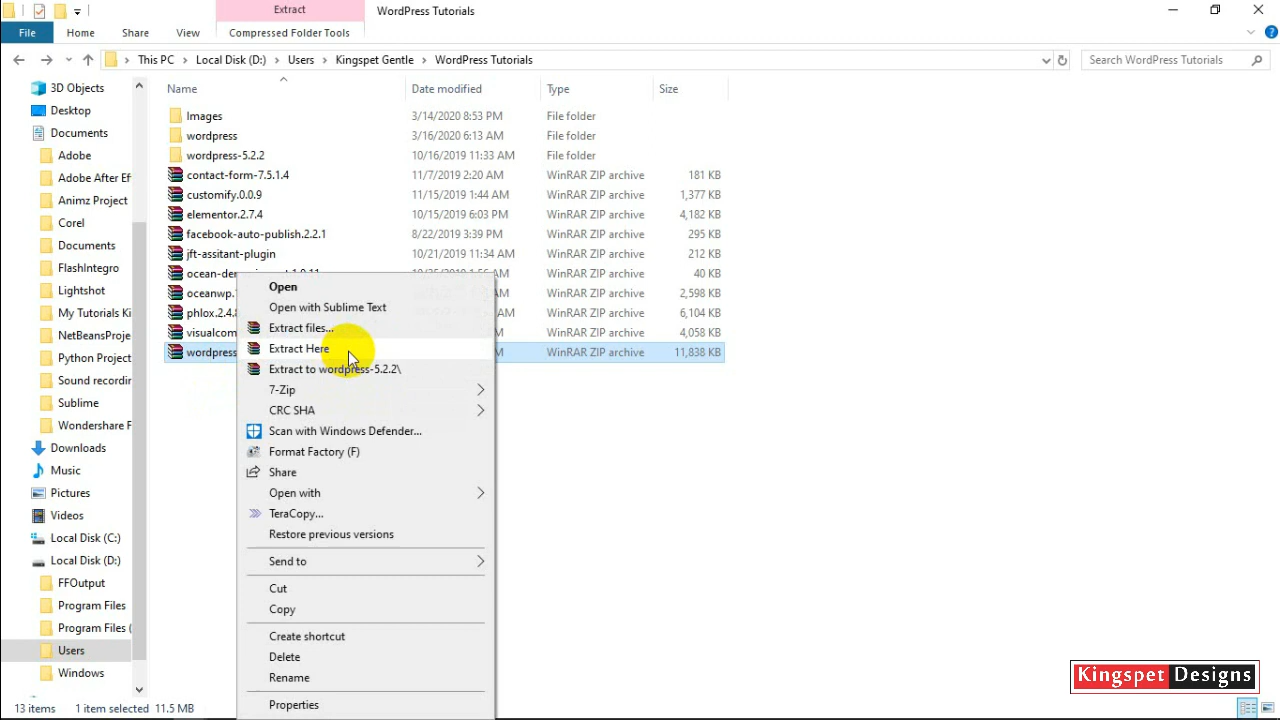 Extract
WordPress Tutorials
File
Home
Share
View
Compressed Folder Tools
This PC
Local Disk (D:)
Users
Kingspet Gentle
WordPress Tutorials
Search WordPress Tutorials
Name
Date modified
Type
Size
3D Objects
Desktop
Documents
Adobe
Adobe After Ef
Animz Project
Corel
Documents
FlashIntegro
Lightshot
My Tutorials Ki
NetBeansProje
Python Project
Sound recordin
Sublime
Wondershare F
Downloads
Music
Pictures
Videos
Local Disk (C:)
Local Disk (D:)
FFOutput
Program Files
Program Files (
Users
Windows
Images 3/14/2020 8:53 PM File folder
wordpress 3/16/2020 6:13 AM File folder
wordpress-5.2.2 10/16/2019 11:33 AM File folder
contact-form-7.5.1.4 11/7/2019 2:20 AM WinRAR ZIP archive 181 KB
customify.0.0.9 11/15/2019 1:44 AM WinRAR ZIP archive 1,377 KB
elementor.2.7.4 10/15/2019 6:03 PM WinRAR ZIP archive 4,182 KB
facebook-auto-publish.2.2.1 8/22/2019 3:39 PM WinRAR ZIP archive 295 KB
jft-assitant-plugin 10/21/2019 11:34 AM WinRAR ZIP archive 212 KB
WinRAR ZIP archive 40 KB
oceanwp. WinRAR ZIP archive 2,598 KB
phlox.2.4.8 WinRAR ZIP archive 6,104 KB
visualcom WinRAR ZIP archive 4,058 KB
wordpress WinRAR ZIP archive 11,838 KB
Open
Open with Sublime Text
Extract files...
Extract Here
Extract to wordpress-5.2.2\
7-Zip
CRC SHA
Scan with Windows Defender...
Format Factory (F)
Share
Open with
TeraCopy...
Restore previous versions
Send to
Cut
Copy
Create shortcut
Delete
Rename
Properties
13 items
1 item selected 11.5 MB
Kingspet Designs